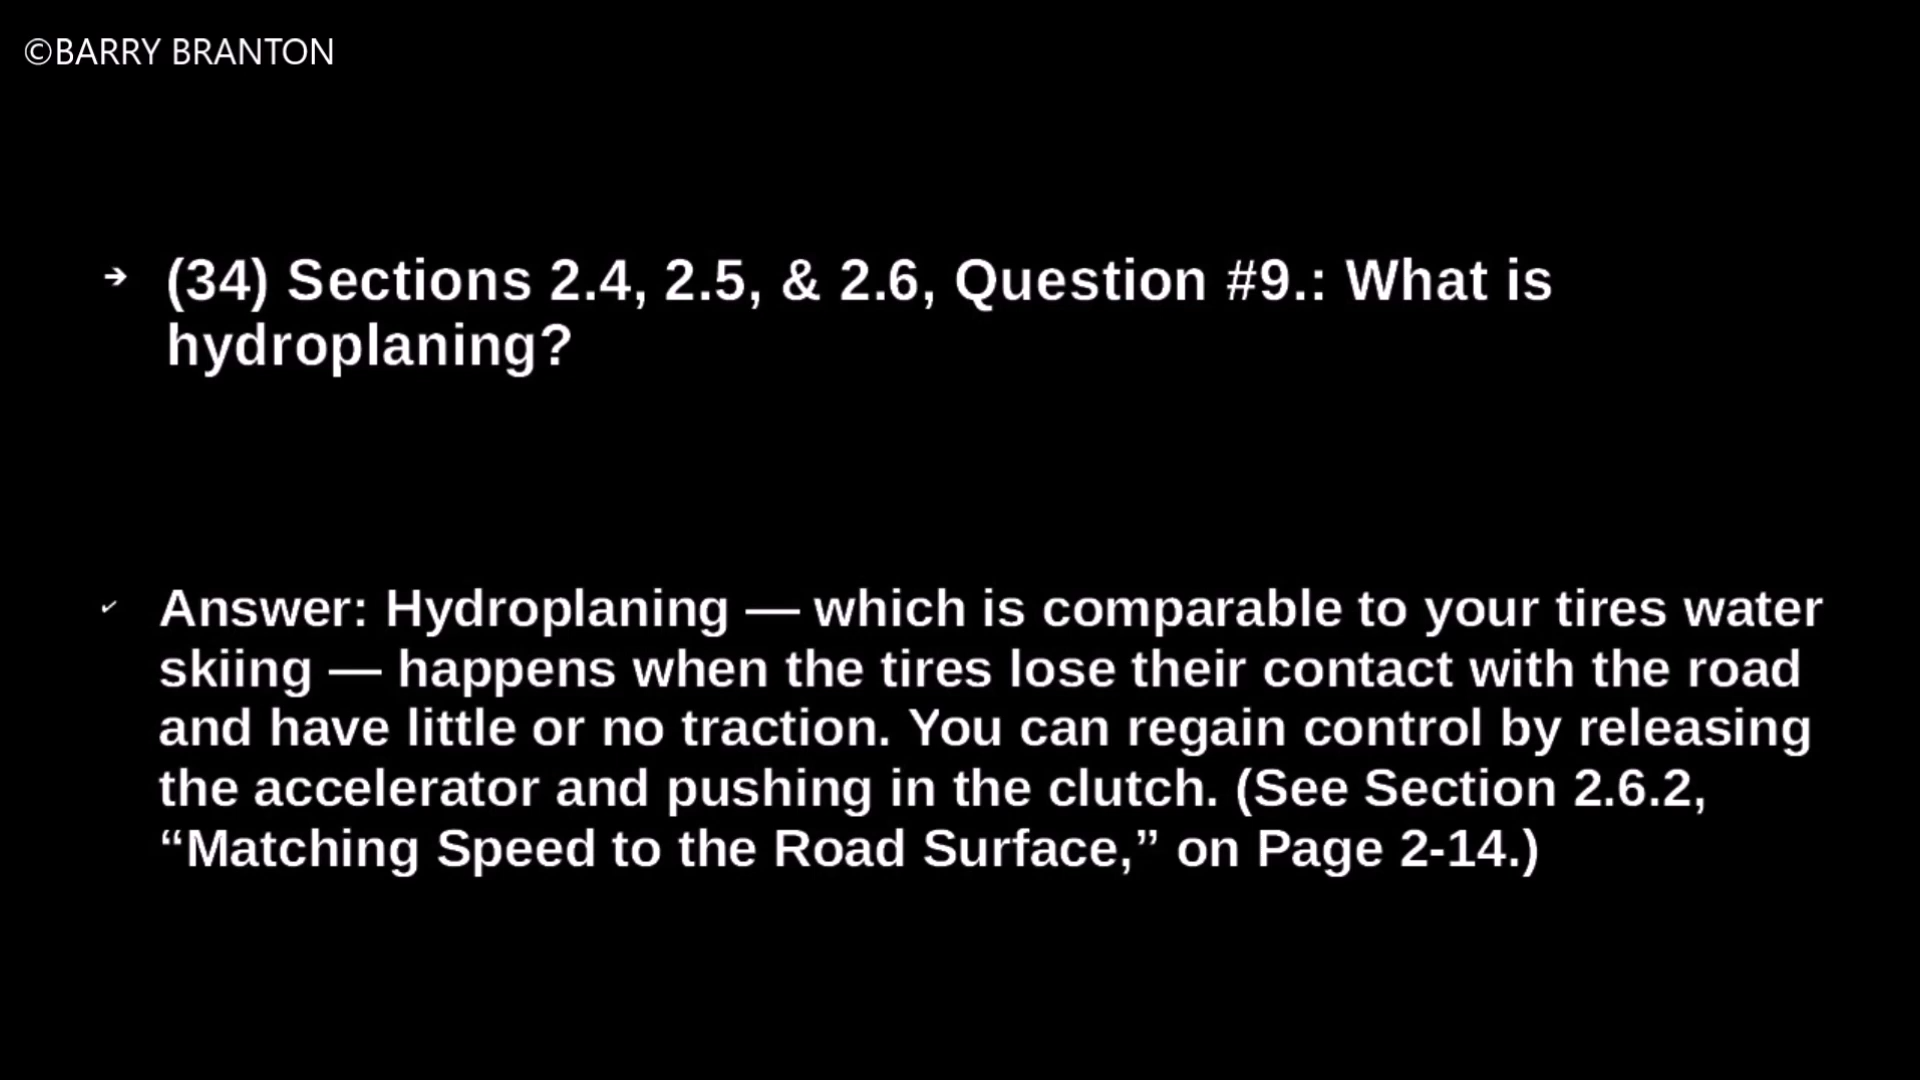 ©BARRY BRANTON
➔ (34) Sections 2.4, 2.5, & 2.6, Question #9.: What is
hydroplaning?
✓ Answer: Hydroplaning — which is comparable to your tires water
skiing — happens when the tires lose their contact with the road
and have little or no traction. You can regain control by releasing
the accelerator and pushing in the clutch. (See Section 2.6.2,
“Matching Speed to the Road Surface,” on Page 2-14.)